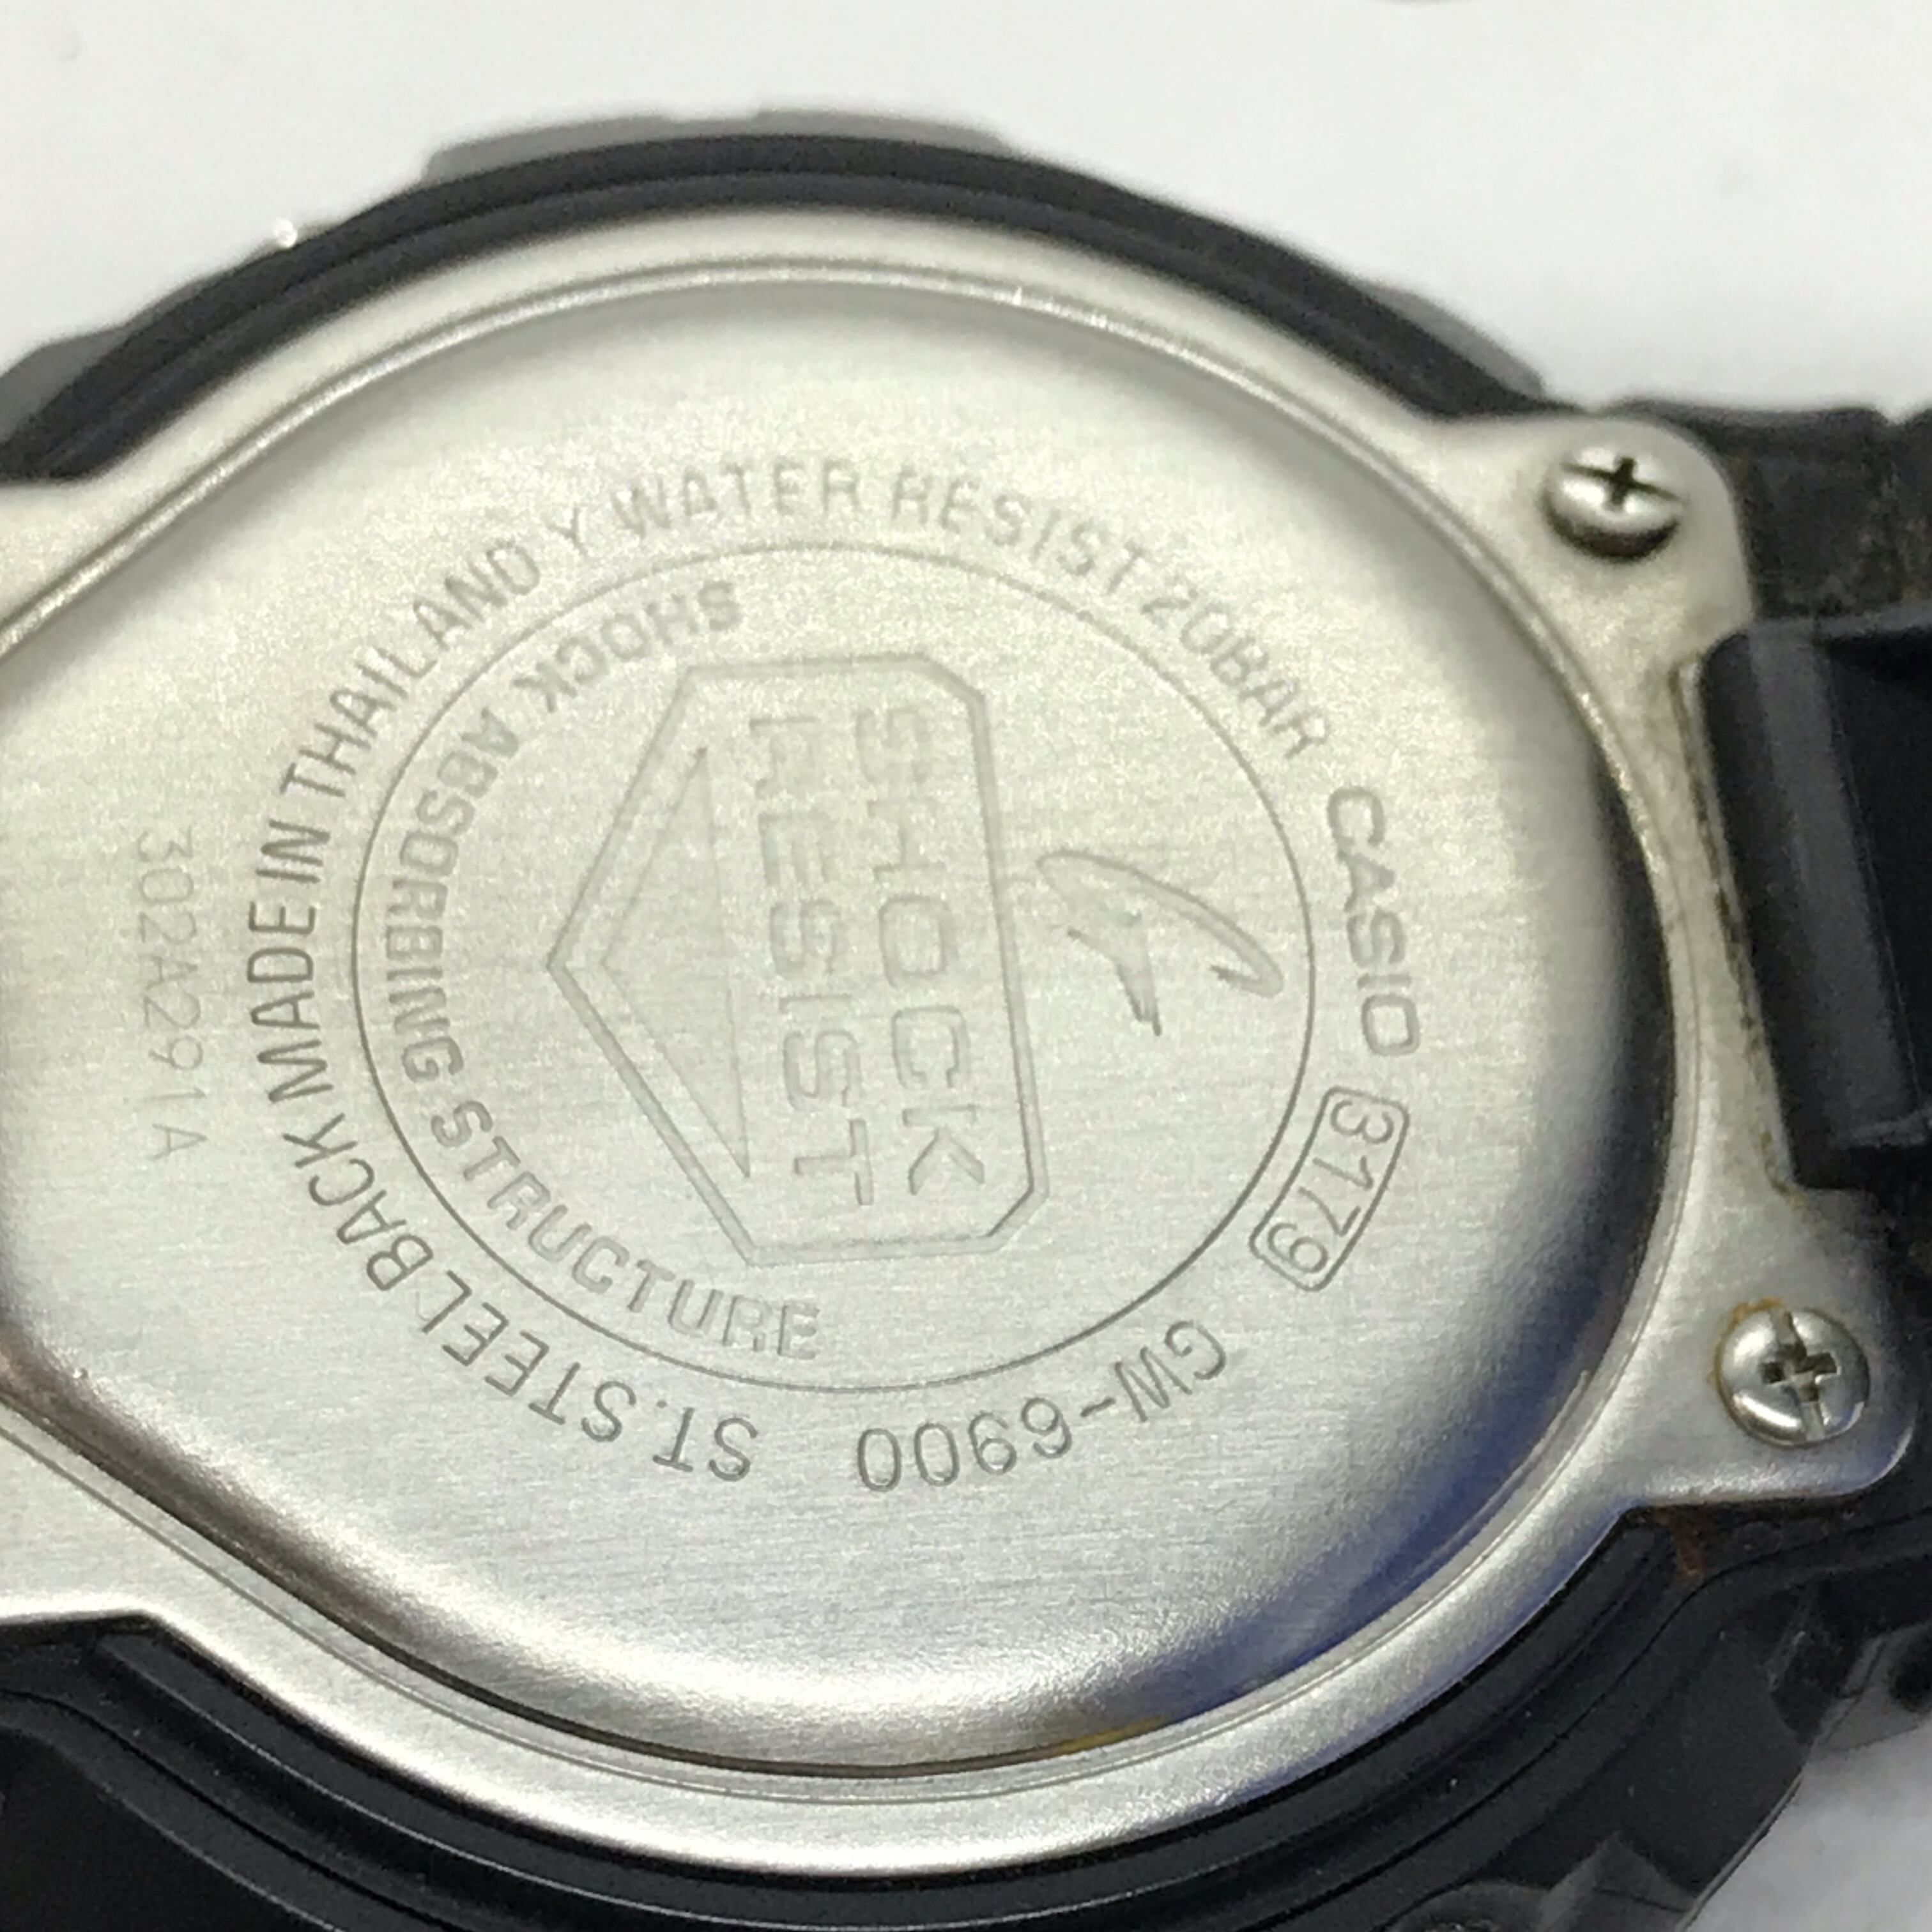 CASIO 3179
GW-6900
ST.STEEL BACK MADE IN THAILAND Y WATER RESIST 20BAR
SHOCK ABSORBING STRUCTURE
G
SHOCK
RESIST
302A291A